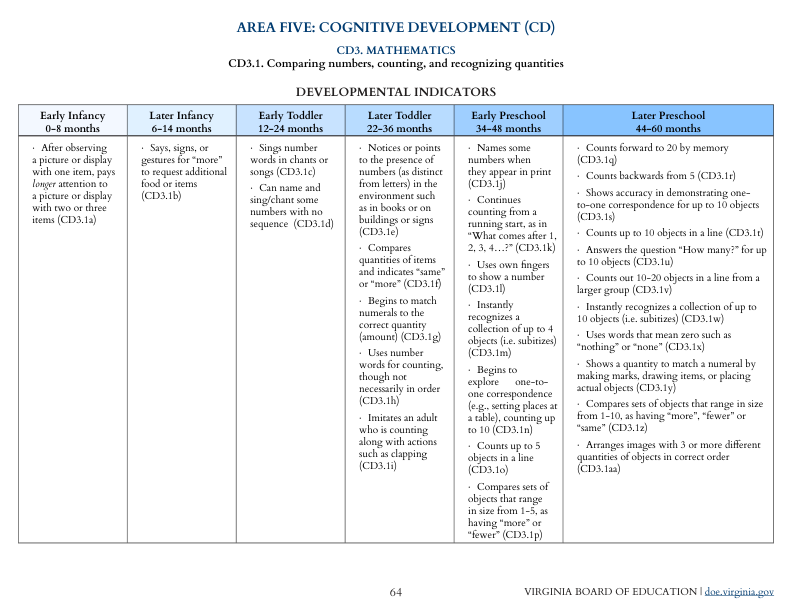 AREA FIVE: COGNITIVE DEVELOPMENT (CD)
CD3. MATHEMATICS
CD3.1. Comparing numbers, counting, and recognizing quantities
DEVELOPMENTAL INDICATORS
Early Infancy
0-8 months
· After observing
a picture or display
with one item, pays
longer attention to
a picture or display
with two or three
items (CD3.1a)
Later Infancy
6-14 months
· Says, signs, or
gestures for “more”
to request additional
food or items
(CD3.1b)
Early Toddler
12-24 months
· Sings number
words in chants or
songs (CD3.1c)
· Can name and
sing/chant some
numbers with no
sequence (CD3.1d)
Later Toddler
22-36 months
· Notices or points
to the presence of
numbers (as distinct
from letters) in the
environment such
as in books or on
buildings or signs
(CD3.1e)
· Compares
quantities of items
and indicates “same”
or “more” (CD3.1f)
· Begins to match
numerals to the
correct quantity
(amount) (CD3.1g)
· Uses number
words for counting,
though not
necessarily in order
(CD3.1h)
· Imitates an adult
who is counting
along with actions
such as clapping
(CD3.1i)
Early Preschool
34-48 months
· Names some
numbers when
they appear in print
(CD3.1j)
· Continues
counting from a
running start, as in
“What comes after 1,
2, 3, 4…?” (CD3.1k)
· Uses own fingers
to show a number
(CD3.1l)
· Instantly
recognizes a
collection of up to 4
objects (i.e. subitizes)
(CD3.1m)
· Begins to
explore one-to-
one correspondence
(e.g., setting places at
a table), counting up
to 10 (CD3.1n)
· Counts up to 5
objects in a line
(CD3.1o)
· Compares sets of
objects that range
in size from 1-5, as
having “more” or
“fewer” (CD3.1p)
Later Preschool
44-60 months
· Counts forward to 20 by memory
(CD3.1q)
· Counts backwards from 5 (CD3.1r)
· Shows accuracy in demonstrating one-
to-one correspondence for up to 10 objects
(CD3.1s)
· Counts up to 10 objects in a line (CD3.1t)
· Answers the question “How many?” for up
to 10 objects (CD3.1u)
· Counts out 10-20 objects in a line from a
larger group (CD3.1v)
· Instantly recognizes a collection of up to
10 objects (i.e. subitizes) (CD3.1w)
· Uses words that mean zero such as
“nothing” or “none” (CD3.1x)
· Shows a quantity to match a numeral by
making marks, drawing items, or placing
actual objects (CD3.1y)
· Compares sets of objects that range in size
from 1-10, as having “more”, “fewer” or
“same” (CD3.1z)
· Arranges images with 3 or more different
quantities of objects in correct order
(CD3.1aa)
64
VIRGINIA BOARD OF EDUCATION | doe.virginia.gov